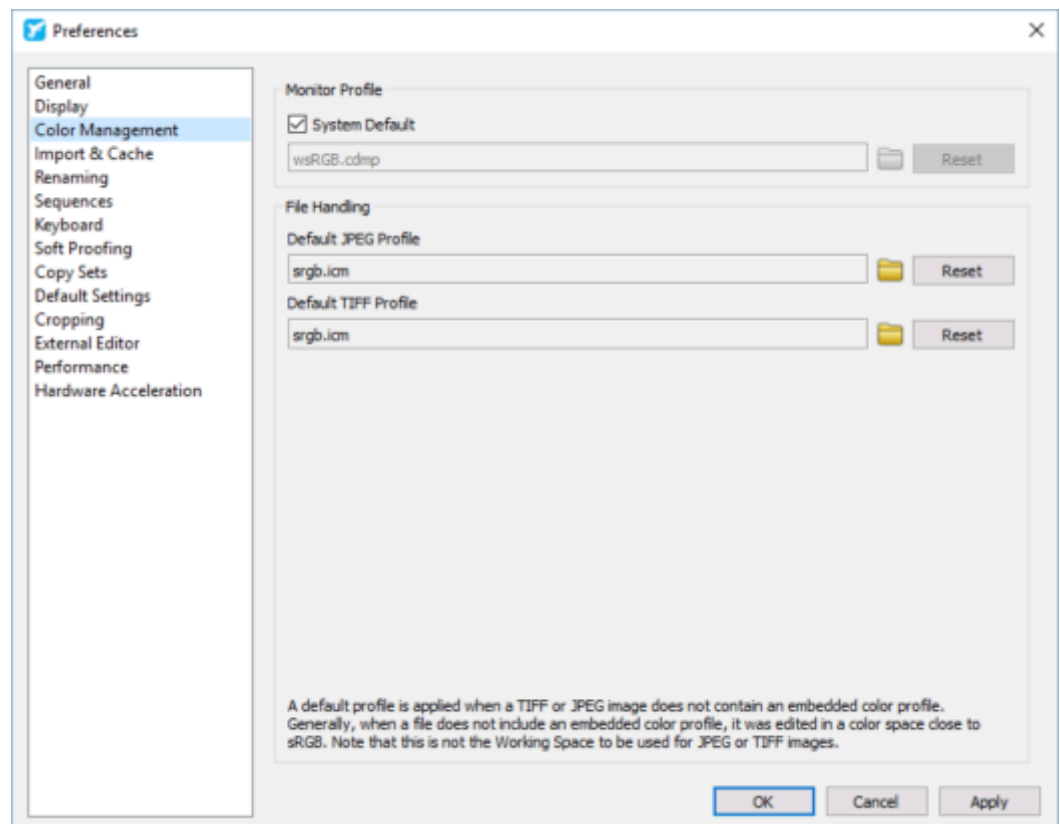 Preferences
General
Display
Color Management
Import & Cache
Renaming
Sequences
Keyboard
Soft Proofing
Copy Sets
Default Settings
Cropping
External Editor
Performance
Hardware Acceleration
Monitor Profile
System Default
wsRGB.cdmp
Reset
File Handling
Default JPEG Profile
srgb.icm
Reset
Default TIFF Profile
srgb.icm
Reset
A default profile is applied when a TIFF or JPEG image does not contain an embedded color profile.
Generally, when a file does not include an embedded color profile, it was edited in a color space close to
sRGB. Note that this is not the Working Space to be used for JPEG or TIFF images.
OK
Cancel
Apply